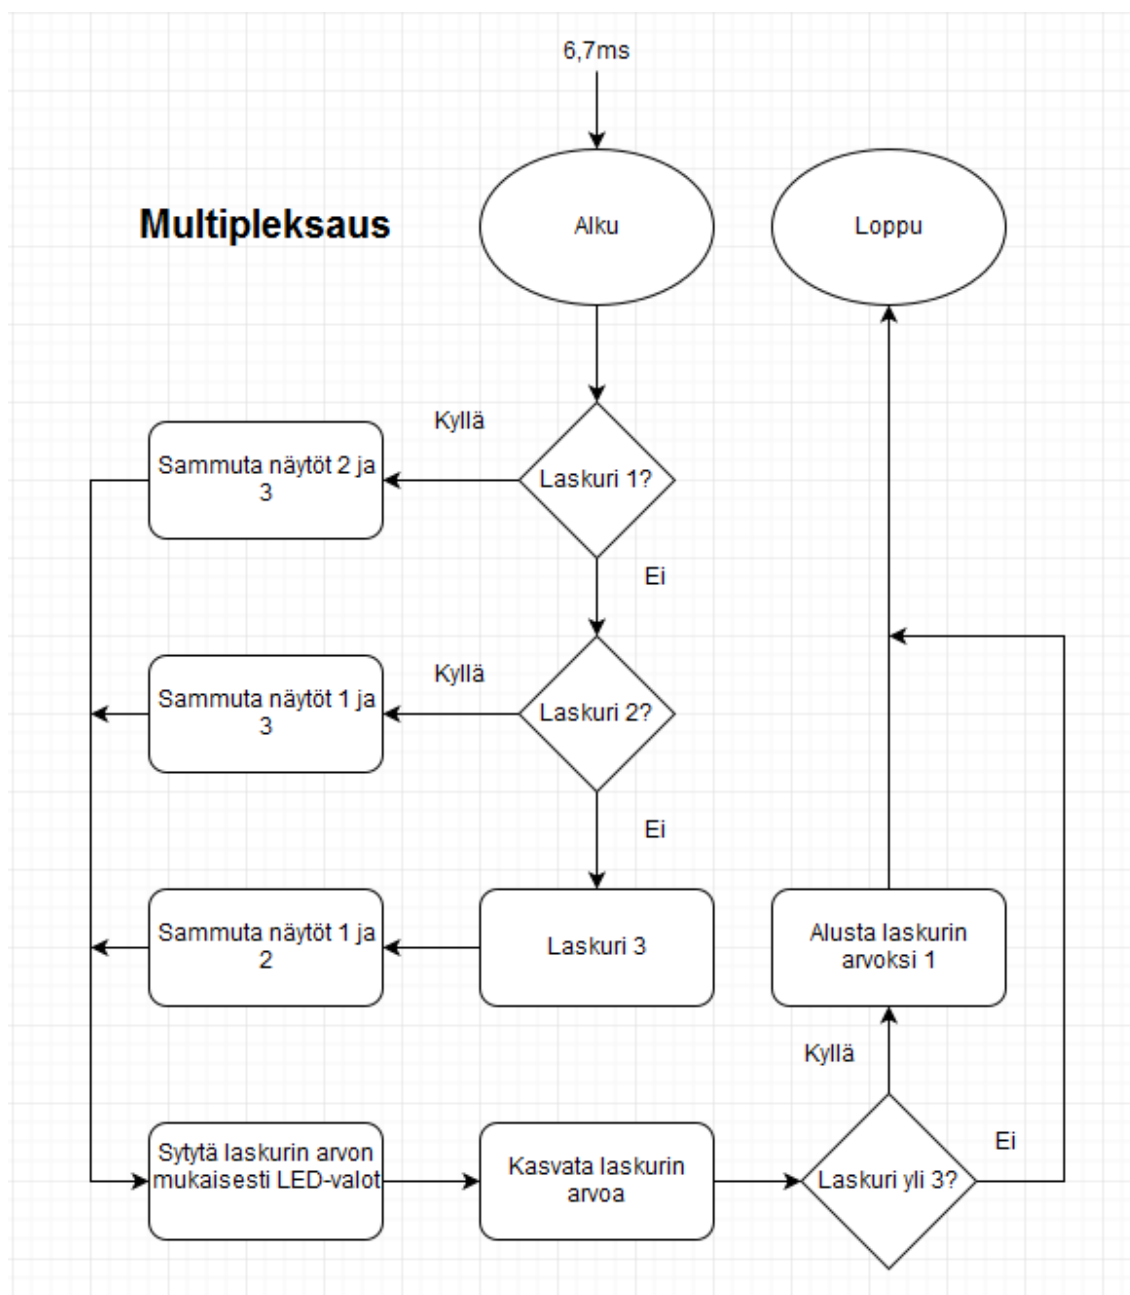 6,7ms
Multipleksaus
Alku
Loppu
Kyllä
Sammuta näytöt 2 ja
3
Laskuri 1?
Ei
Kyllä
Sammuta näytöt 1 ja
3
Laskuri 2?
Ei
Sammuta näytöt 1 ja
2
Laskuri 3
Alusta laskurin
arvoksi 1
Kyllä
Ei
Sytytä laskurin arvon
mukaisesti LED-valot
Kasvata laskurin
arvoa
Laskuri yli 3?